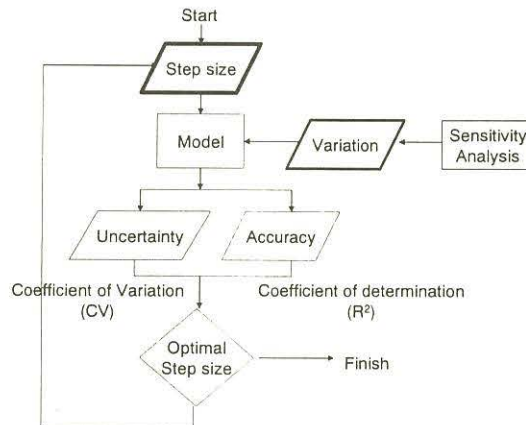 Start
Step size
Model
Variation
Sensitivity
Analysis
Uncertainty
Accuracy
Coefficient of Variation
(CV)
Coefficient of determination
(R²)
Optimal
Step size
Finish